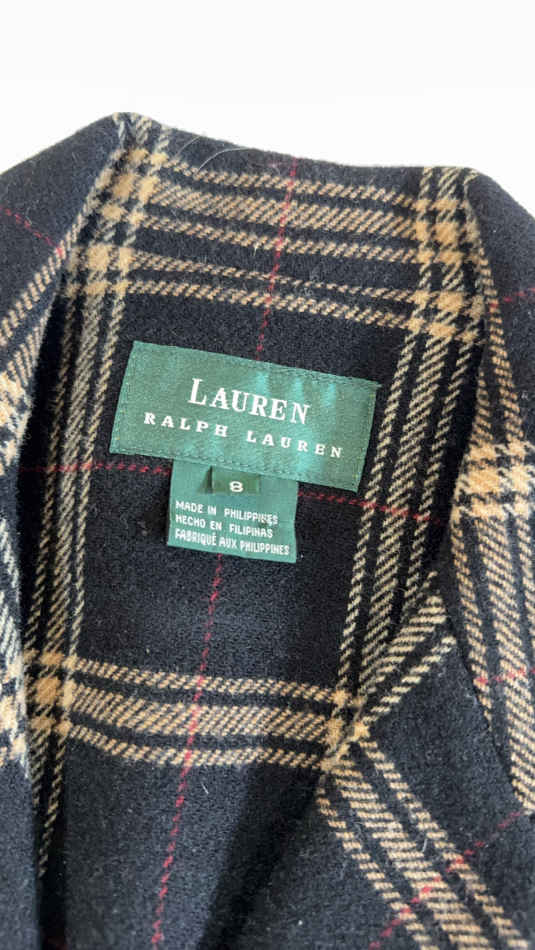 LAUREN
RALPH LAUREN
8
MADE IN PHILIPPINES
HECHO EN FILIPINAS
FABRIQUÉ AUX PHILIPPINES